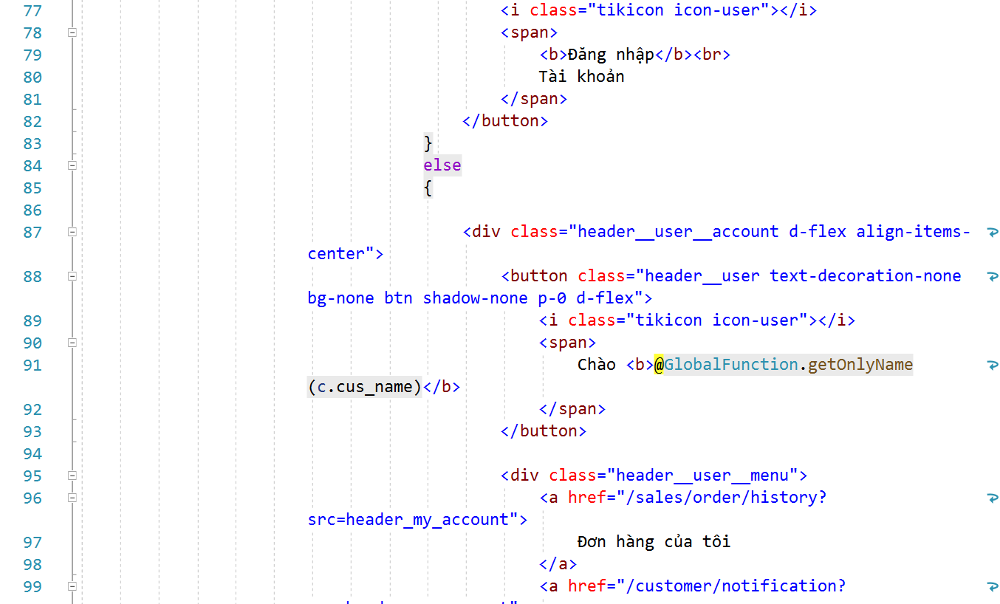 77 <i class="tikicon icon-user"></i>
78 <span>
79 <b>Đăng nhập</b><br>
80 Tài khoản
81 </span>
82 </button>
83 }
84 else
85 {
86
87 <div class="header__user__account d-flex align-items-
center">
88 <button class="header__user text-decoration-none
bg-none btn shadow-none p-0 d-flex">
89 <i class="tikicon icon-user"></i>
90 <span>
91 Chào <b>@GlobalFunction.getOnlyName
(c.cus_name)</b>
92 </span>
93 </button>
94
95 <div class="header__user__menu">
96 <a href="/sales/order/history?
src=header_my_account">
97 Đơn hàng của tôi
98 </a>
99 <a href="/customer/notification?